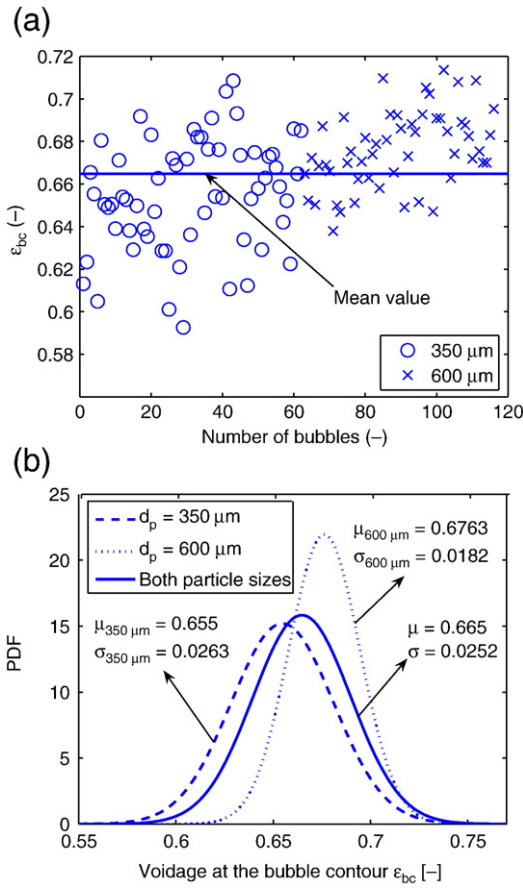 (a)
0.72
0.7
0.68
0.66
0.64
0.62
0.6
0.58
ε_bc (–)
Mean value
350 μm
600 μm
0 20 40 60 80 100 120
Number of bubbles (–)
(b)
25
20
15
10
5
0
PDF
d_p = 350 μm
d_p = 600 μm
Both particle sizes
μ_600 μm = 0.6763
σ_600 μm = 0.0182
μ_350 μm = 0.655
σ_350 μm = 0.0263
μ = 0.665
σ = 0.0252
0.55 0.6 0.65 0.7 0.75
Voidage at the bubble contour ε_bc [–]